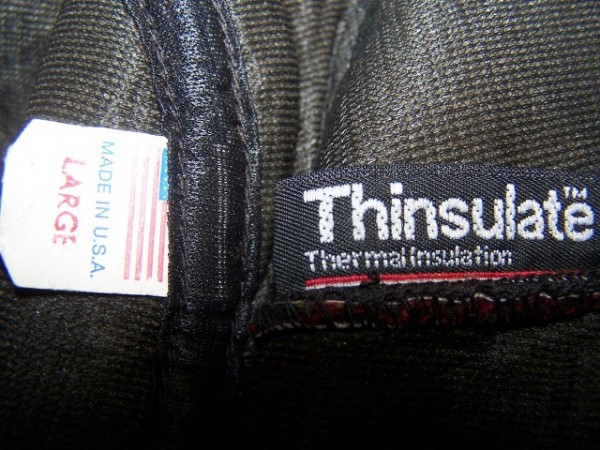 MADE IN U.S.A.
LARGE
Thinsulate™
Thermal Insulation